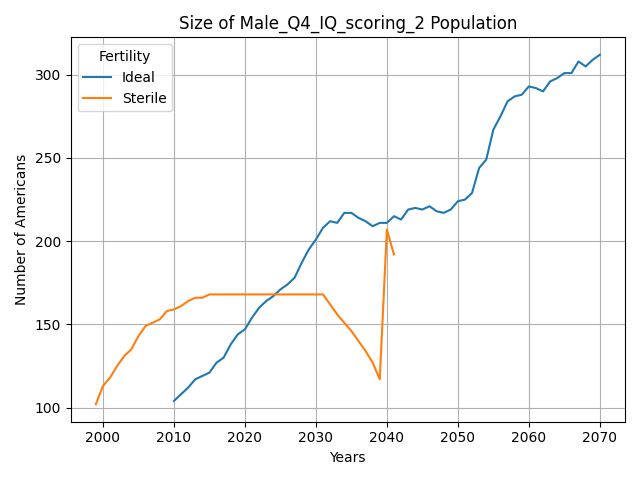 Size of Male_Q4_IQ_scoring_2 Population
Fertility
Ideal
Sterile
Number of Americans
300
250
200
150
100
2000 2010 2020 2030 2040 2050 2060 2070
Years